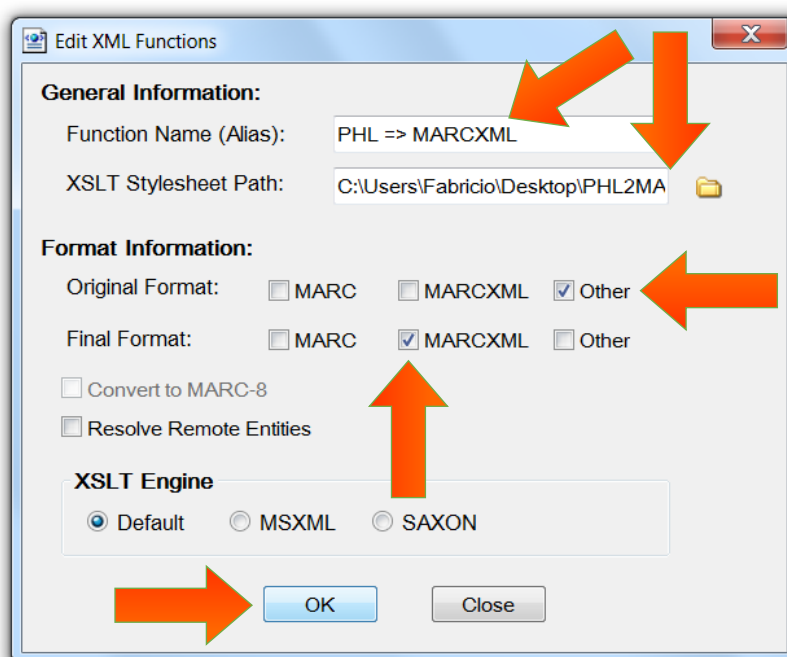 Edit XML Functions
X
General Information:
Function Name (Alias): PHL => MARCXML
XSLT Stylesheet Path: C:\Users\Fabricio\Desktop\PHL2MA
Format Information:
Original Format: MARC MARCXML Other
Final Format: MARC MARCXML Other
Convert to MARC-8
Resolve Remote Entities
XSLT Engine
Default MSXML SAXON
OK Close